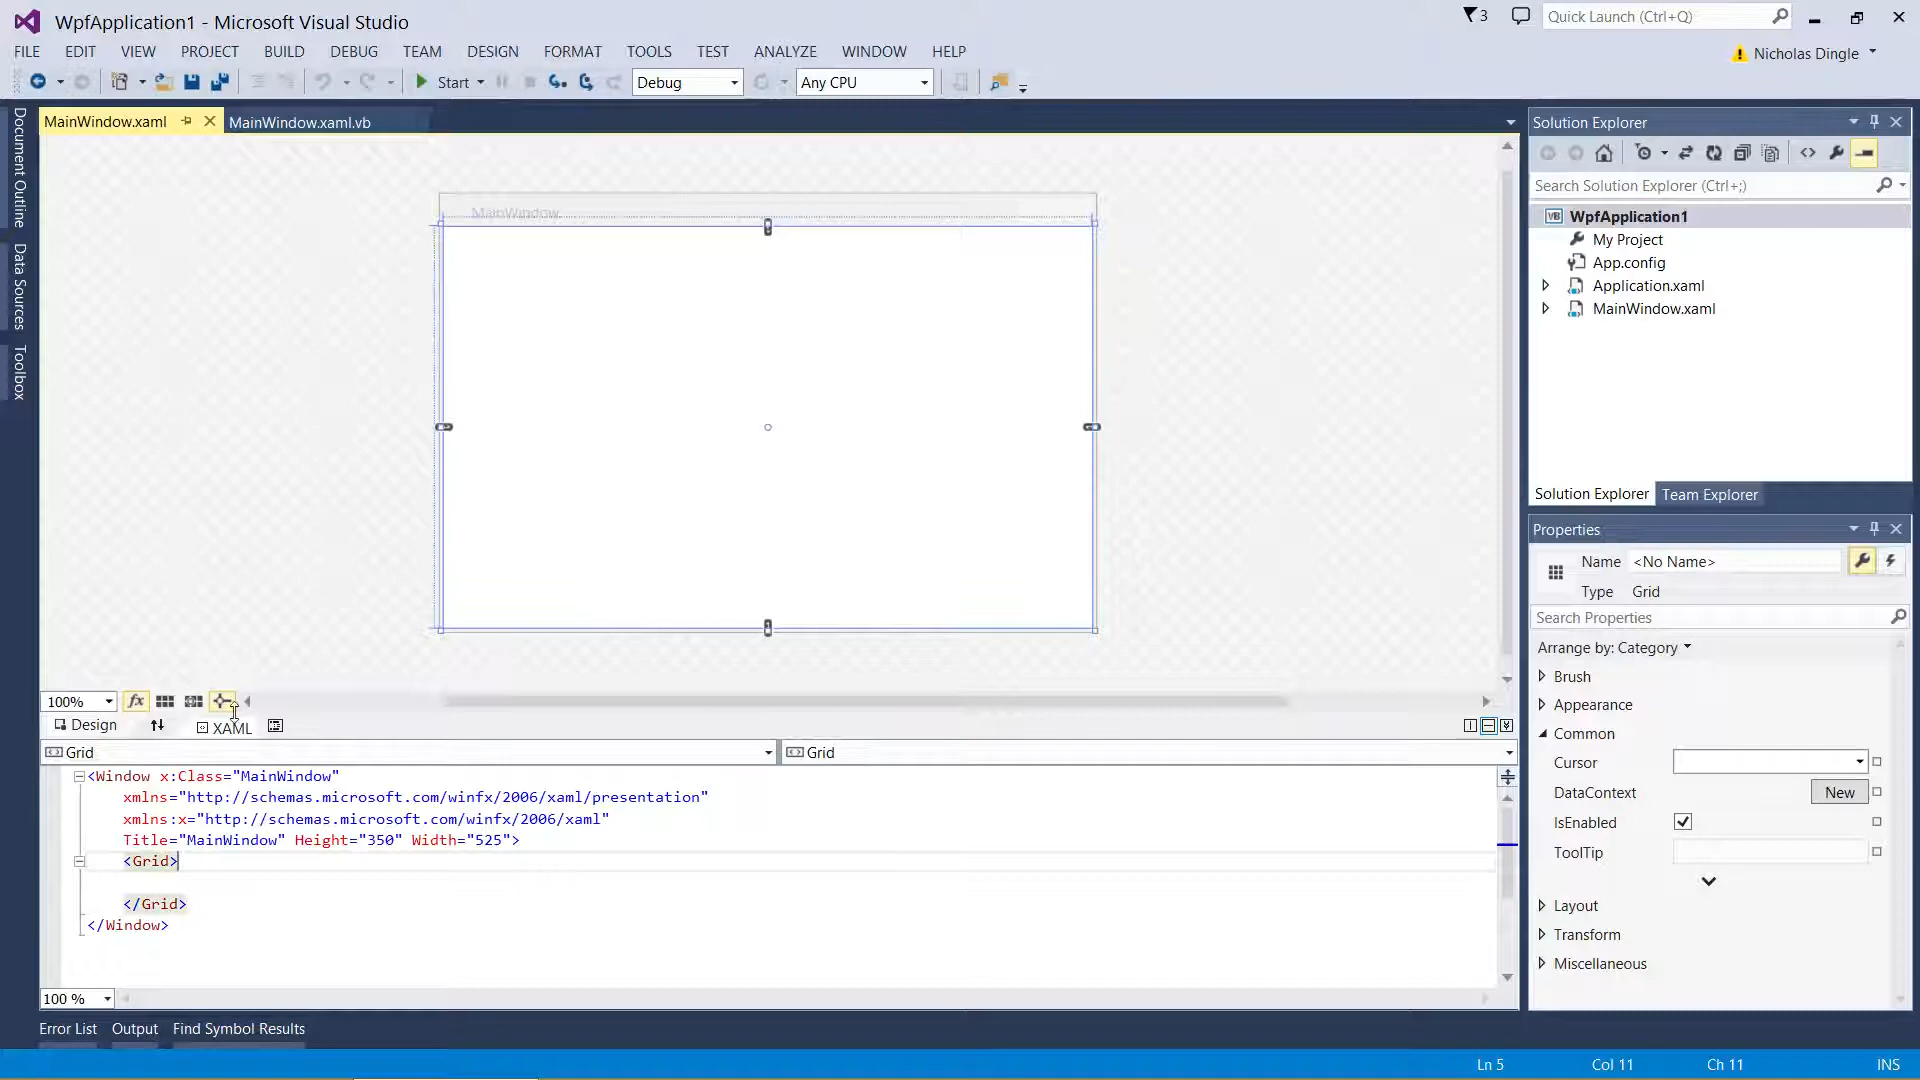 WpfApplication1 - Microsoft Visual Studio
3
Quick Launch (Ctrl+Q)
FILE EDIT VIEW PROJECT BUILD DEBUG TEAM DESIGN FORMAT TOOLS TEST ANALYZE WINDOW HELP
Nicholas Dingle
Start
Debug
Any CPU
Document Outline
Data Sources
Toolbox
MainWindow.xaml
MainWindow.xaml.vb
MainWindow
100%
fx
Design
XAML
Grid
Grid
<Window x:Class="MainWindow"
xmlns="http://schemas.microsoft.com/winfx/2006/xaml/presentation"
xmlns:x="http://schemas.microsoft.com/winfx/2006/xaml"
Title="MainWindow" Height="350" Width="525">
<Grid>
</Grid>
</Window>
100 %
Solution Explorer
Search Solution Explorer (Ctrl+;)
VB WpfApplication1
My Project
App.config
Application.xaml
MainWindow.xaml
Solution Explorer Team Explorer
Properties
Name <No Name>
Type Grid
Search Properties
Arrange by: Category
Brush
Appearance
Common
Cursor
DataContext New
IsEnabled
ToolTip
Layout
Transform
Miscellaneous
Error List Output Find Symbol Results
Ln 5 Col 11 Ch 11 INS